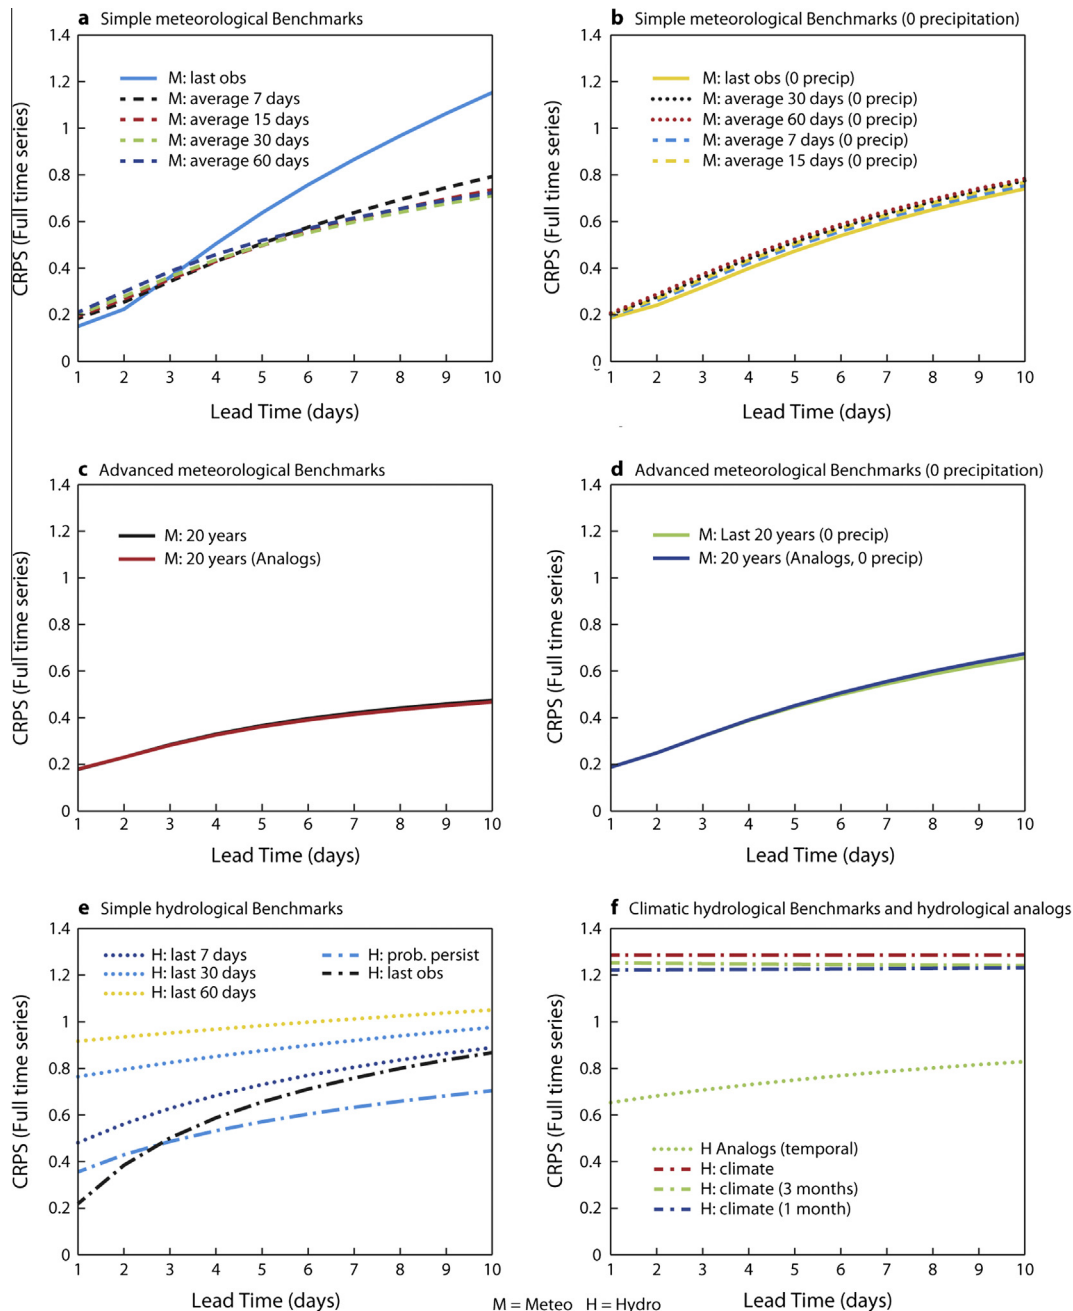 a Simple meteorological Benchmarks
CRPS (Full time series)
1.4
1.2
1
0.8
0.6
0.4
0.2
0
M: last obs
M: average 7 days
M: average 15 days
M: average 30 days
M: average 60 days
1 2 3 4 5 6 7 8 9 10
Lead Time (days)
b Simple meteorological Benchmarks (0 precipitation)
CRPS (Full time series)
1.4
1.2
1
0.8
0.6
0.4
0.2
0
M: last obs (0 precip)
M: average 30 days (0 precip)
M: average 60 days (0 precip)
M: average 7 days (0 precip)
M: average 15 days (0 precip)
1 2 3 4 5 6 7 8 9 10
Lead Time (days)
c Advanced meteorological Benchmarks
CRPS (Full time series)
1.4
1.2
1
0.8
0.6
0.4
0.2
0
M: 20 years
M: 20 years (Analogs)
1 2 3 4 5 6 7 8 9 10
Lead Time (days)
d Advanced meteorological Benchmarks (0 precipitation)
CRPS (Full time series)
1.4
1.2
1
0.8
0.6
0.4
0.2
0
M: Last 20 years (0 precip)
M: 20 years (Analogs, 0 precip)
1 2 3 4 5 6 7 8 9 10
Lead Time (days)
e Simple hydrological Benchmarks
CRPS (Full time series)
1.4
1.2
1
0.8
0.6
0.4
0.2
0
H: last 7 days
H: last 30 days
H: last 60 days
H: prob. persist
H: last obs
1 2 3 4 5 6 7 8 9 10
Lead Time (days)
f Climatic hydrological Benchmarks and hydrological analogs
CRPS (Full time series)
1.4
1.2
1
0.8
0.6
0.4
0.2
0
H Analogs (temporal)
H: climate
H: climate (3 months)
H: climate (1 month)
1 2 3 4 5 6 7 8 9 10
Lead Time (days)
M = Meteo H = Hydro